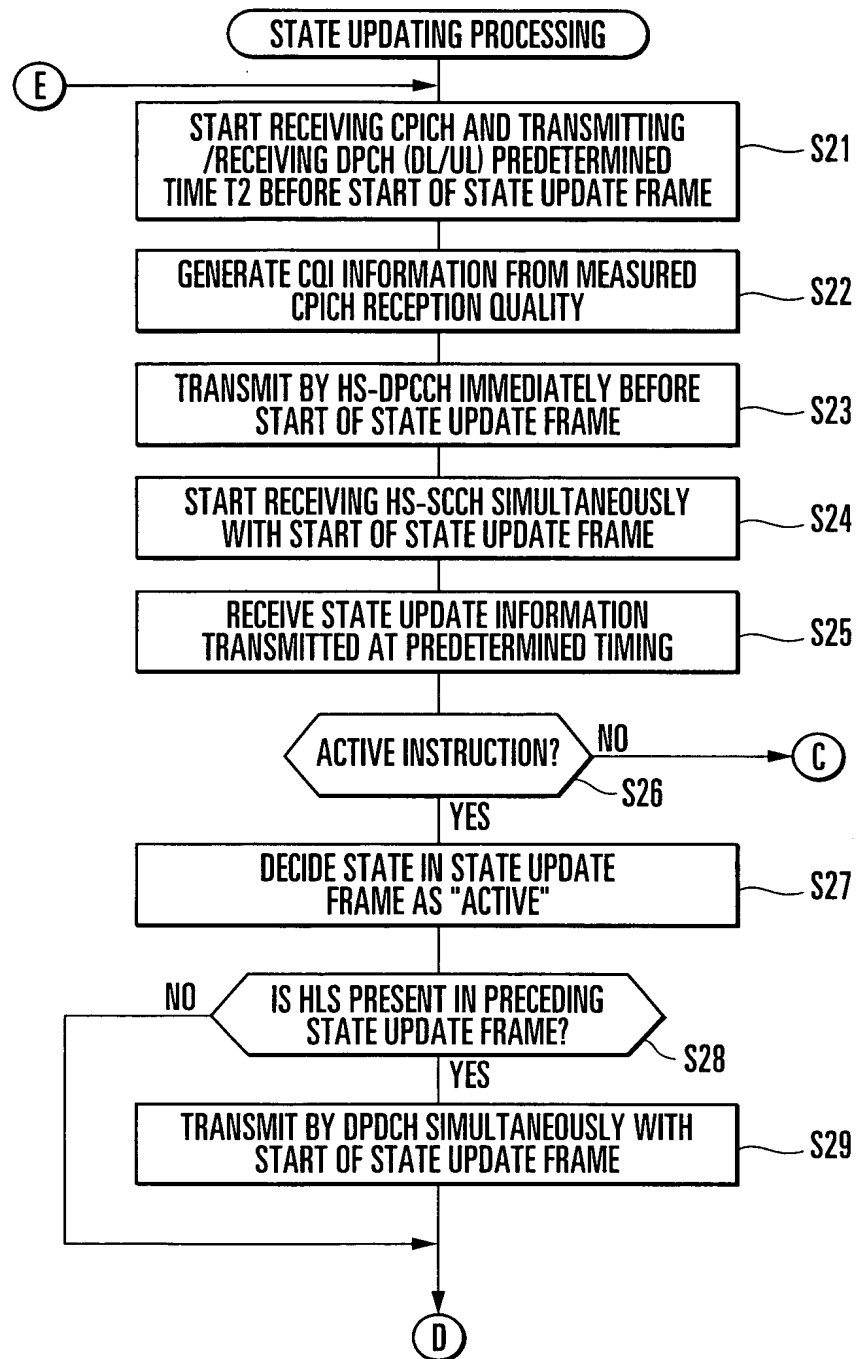 STATE UPDATING PROCESSING
E
START RECEIVING CPICH AND TRANSMITTING
/RECEIVING DPCH (DL/UL) PREDETERMINED
TIME T2 BEFORE START OF STATE UPDATE FRAME
S21
GENERATE CQI INFORMATION FROM MEASURED
CPICH RECEPTION QUALITY
S22
TRANSMIT BY HS-DPCCH IMMEDIATELY BEFORE
START OF STATE UPDATE FRAME
S23
START RECEIVING HS-SCCH SIMULTANEOUSLY
WITH START OF STATE UPDATE FRAME
S24
RECEIVE STATE UPDATE INFORMATION
TRANSMITTED AT PREDETERMINED TIMING
S25
ACTIVE INSTRUCTION?
NO
C
S26
YES
DECIDE STATE IN STATE UPDATE
FRAME AS "ACTIVE"
S27
NO
IS HLS PRESENT IN PRECEDING
STATE UPDATE FRAME?
S28
YES
TRANSMIT BY DPDCH SIMULTANEOUSLY WITH
START OF STATE UPDATE FRAME
S29
D